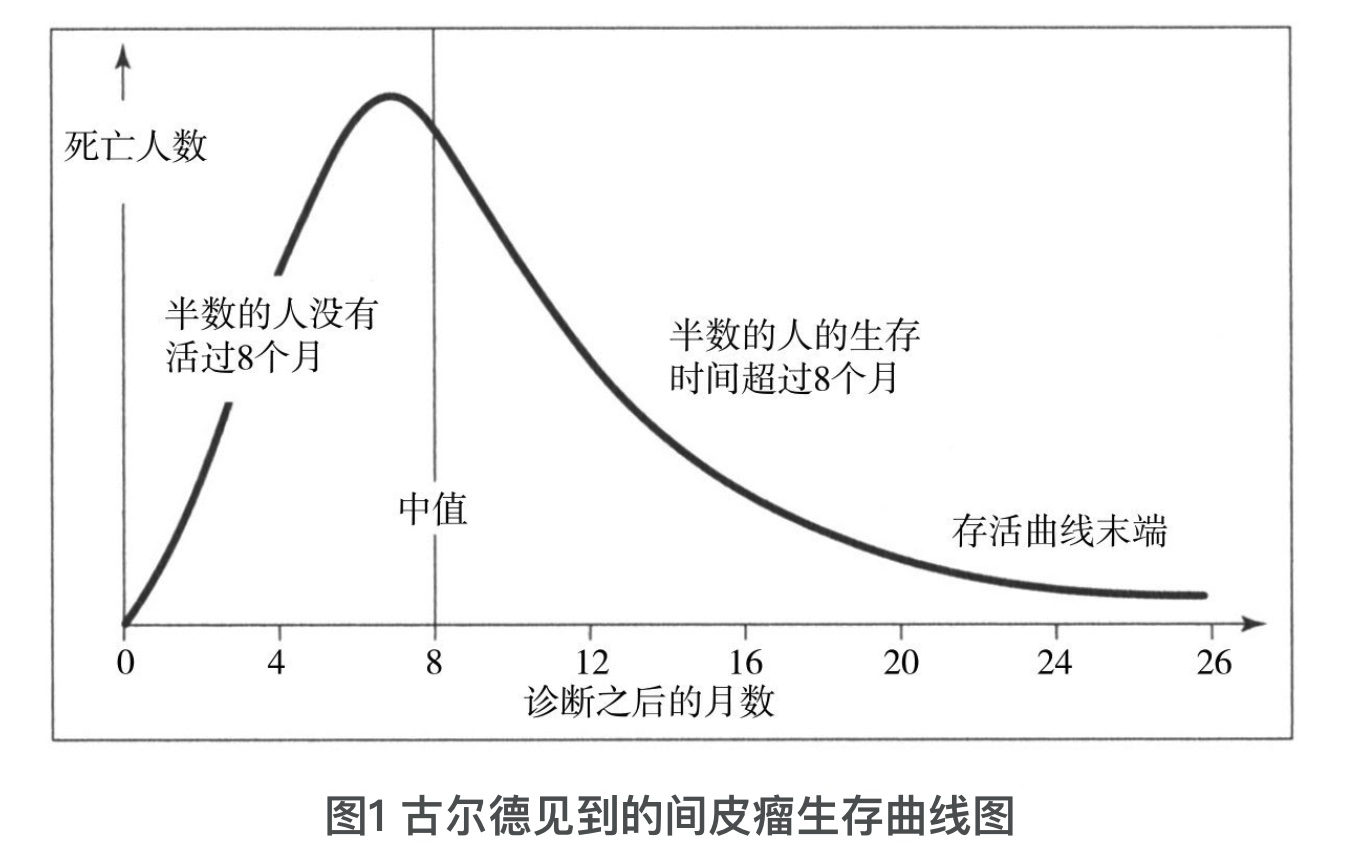 死亡人数
半数的人没有
活过8个月
半数的人的生存
时间超过8个月
中值
存活曲线末端
0 4 8 12 16 20 24 26
诊断之后的月数
图1 古尔德见到的间皮瘤生存曲线图